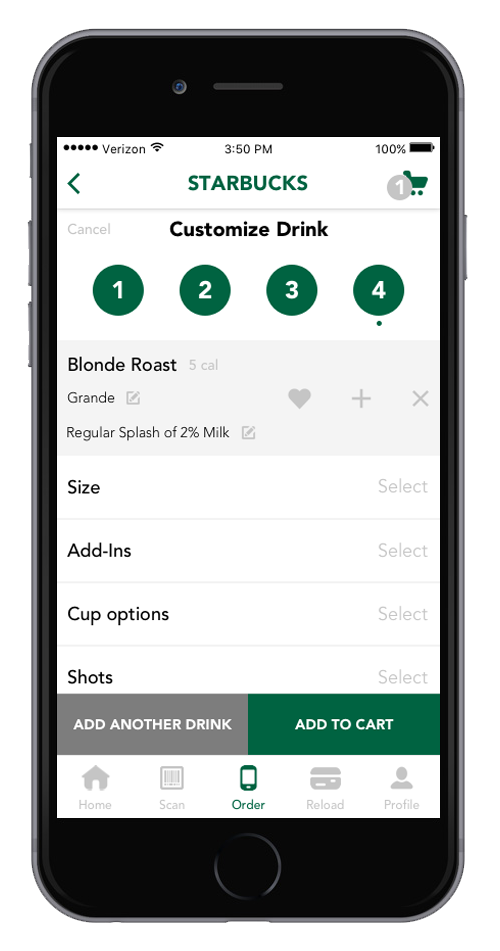 Verizon 3:50 PM 100%
STARBUCKS 1
Cancel Customize Drink
1 2 3 4
Blonde Roast 5 cal
Grande
Regular Splash of 2% Milk
Size Select
Add-Ins Select
Cup options Select
Shots Select
ADD ANOTHER DRINK ADD TO CART
Home Scan Order Reload Profile